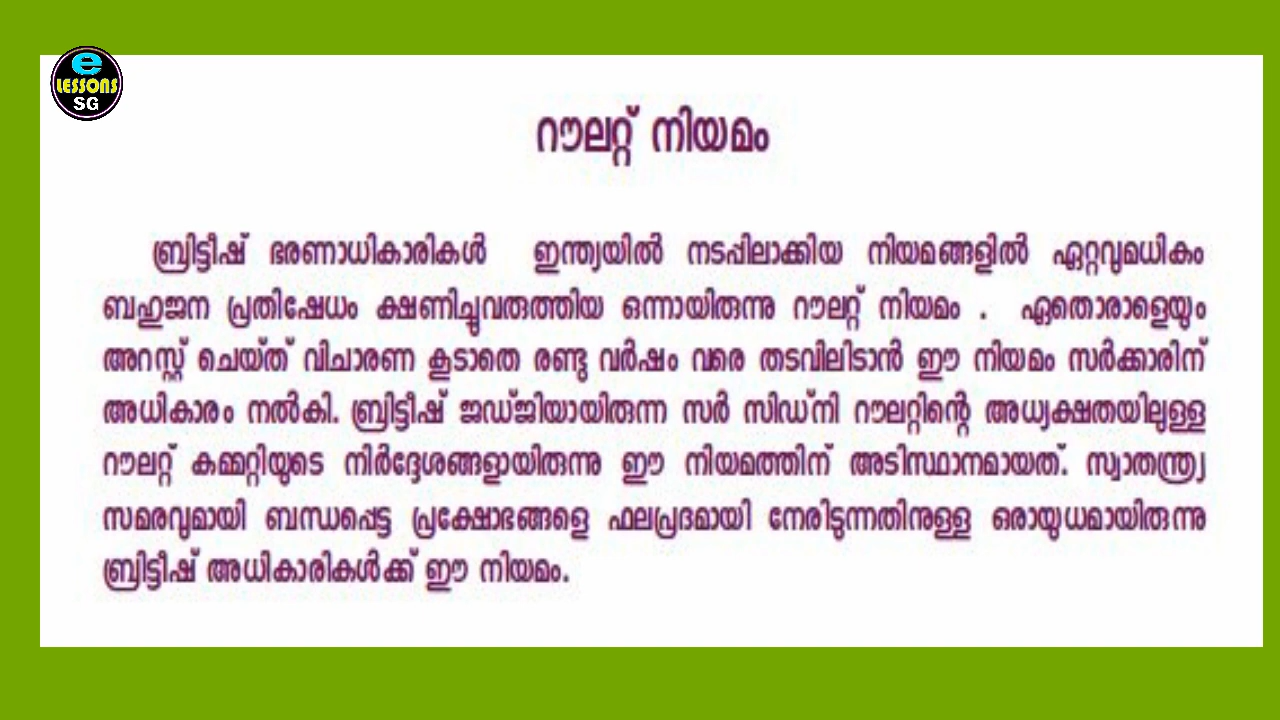 e
LESSONS
SG
റൗലറ്റ് നിയമം
ബ്രിട്ടീഷ് ഭരണാധികാരികൾ ഇന്ത്യയിൽ നടപ്പിലാക്കിയ നിയമങ്ങളിൽ ഏറ്റവുമധികം
ബഹുജന പ്രതിഷേധം ക്ഷണിച്ചുവരുത്തിയ ഒന്നായിരുന്നു റൗലറ്റ് നിയമം . ഏതൊരാളെയും
അറസ്റ്റ് ചെയ്ത് വിചാരണ കൂടാതെ രണ്ടു വർഷം വരെ തടവിലിടാൻ ഈ നിയമം സർക്കാരിന്
അധികാരം നൽകി. ബ്രിട്ടീഷ് ജഡ്ജിയായിരുന്ന സർ സിഡ്നി റൗലറ്റിന്റെ അധ്യക്ഷതയിലുള്ള
റൗലറ്റ് കമ്മറ്റിയുടെ നിർദ്ദേശങ്ങളായിരുന്നു ഈ നിയമത്തിന് അടിസ്ഥാനമായത്. സ്വാതന്ത്ര്യ
സമരവുമായി ബന്ധപ്പെട്ട പ്രക്ഷോഭങ്ങളെ ഫലപ്രദമായി നേരിടുന്നതിനുള്ള ഒരായുധമായിരുന്നു
ബ്രിട്ടീഷ് അധികാരികൾക്ക് ഈ നിയമം.